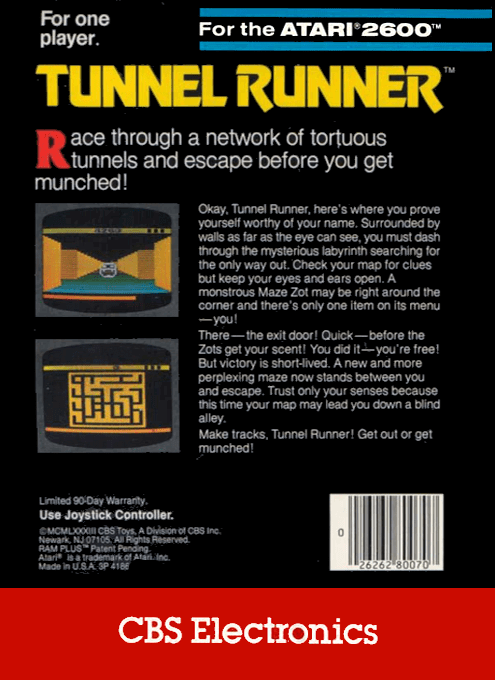 For one
player.
For the ATARI®2600™
TUNNEL RUNNER™
Race through a network of tortuous
tunnels and escape before you get
munched!
Okay, Tunnel Runner, here's where you prove
yourself worthy of your name. Surrounded by
walls as far as the eye can see, you must dash
through the mysterious labyrinth searching for
the only way out. Check your map for clues
but keep your eyes and ears open. A
monstrous Maze Zot may be right around the
corner and there's only one item on its menu
—you!
There—the exit door! Quick—before the
Zots get your scent! You did it—you're free!
But victory is short-lived. A new and more
perplexing maze now stands between you
and escape. Trust only your senses because
this time your map may lead you down a blind
alley.
Make tracks, Tunnel Runner! Get out or get
munched!
Limited 90-Day Warranty.
Use Joystick Controller.
©MCMLXXXIII CBS Toys, A Division of CBS Inc.
Newark, NJ 07105. All Rights Reserved.
RAM PLUS™ Patent Pending.
Atari® is a trademark of Atari, Inc.
Made in U.S.A. 3P 4186
0 26262 80070
CBS Electronics